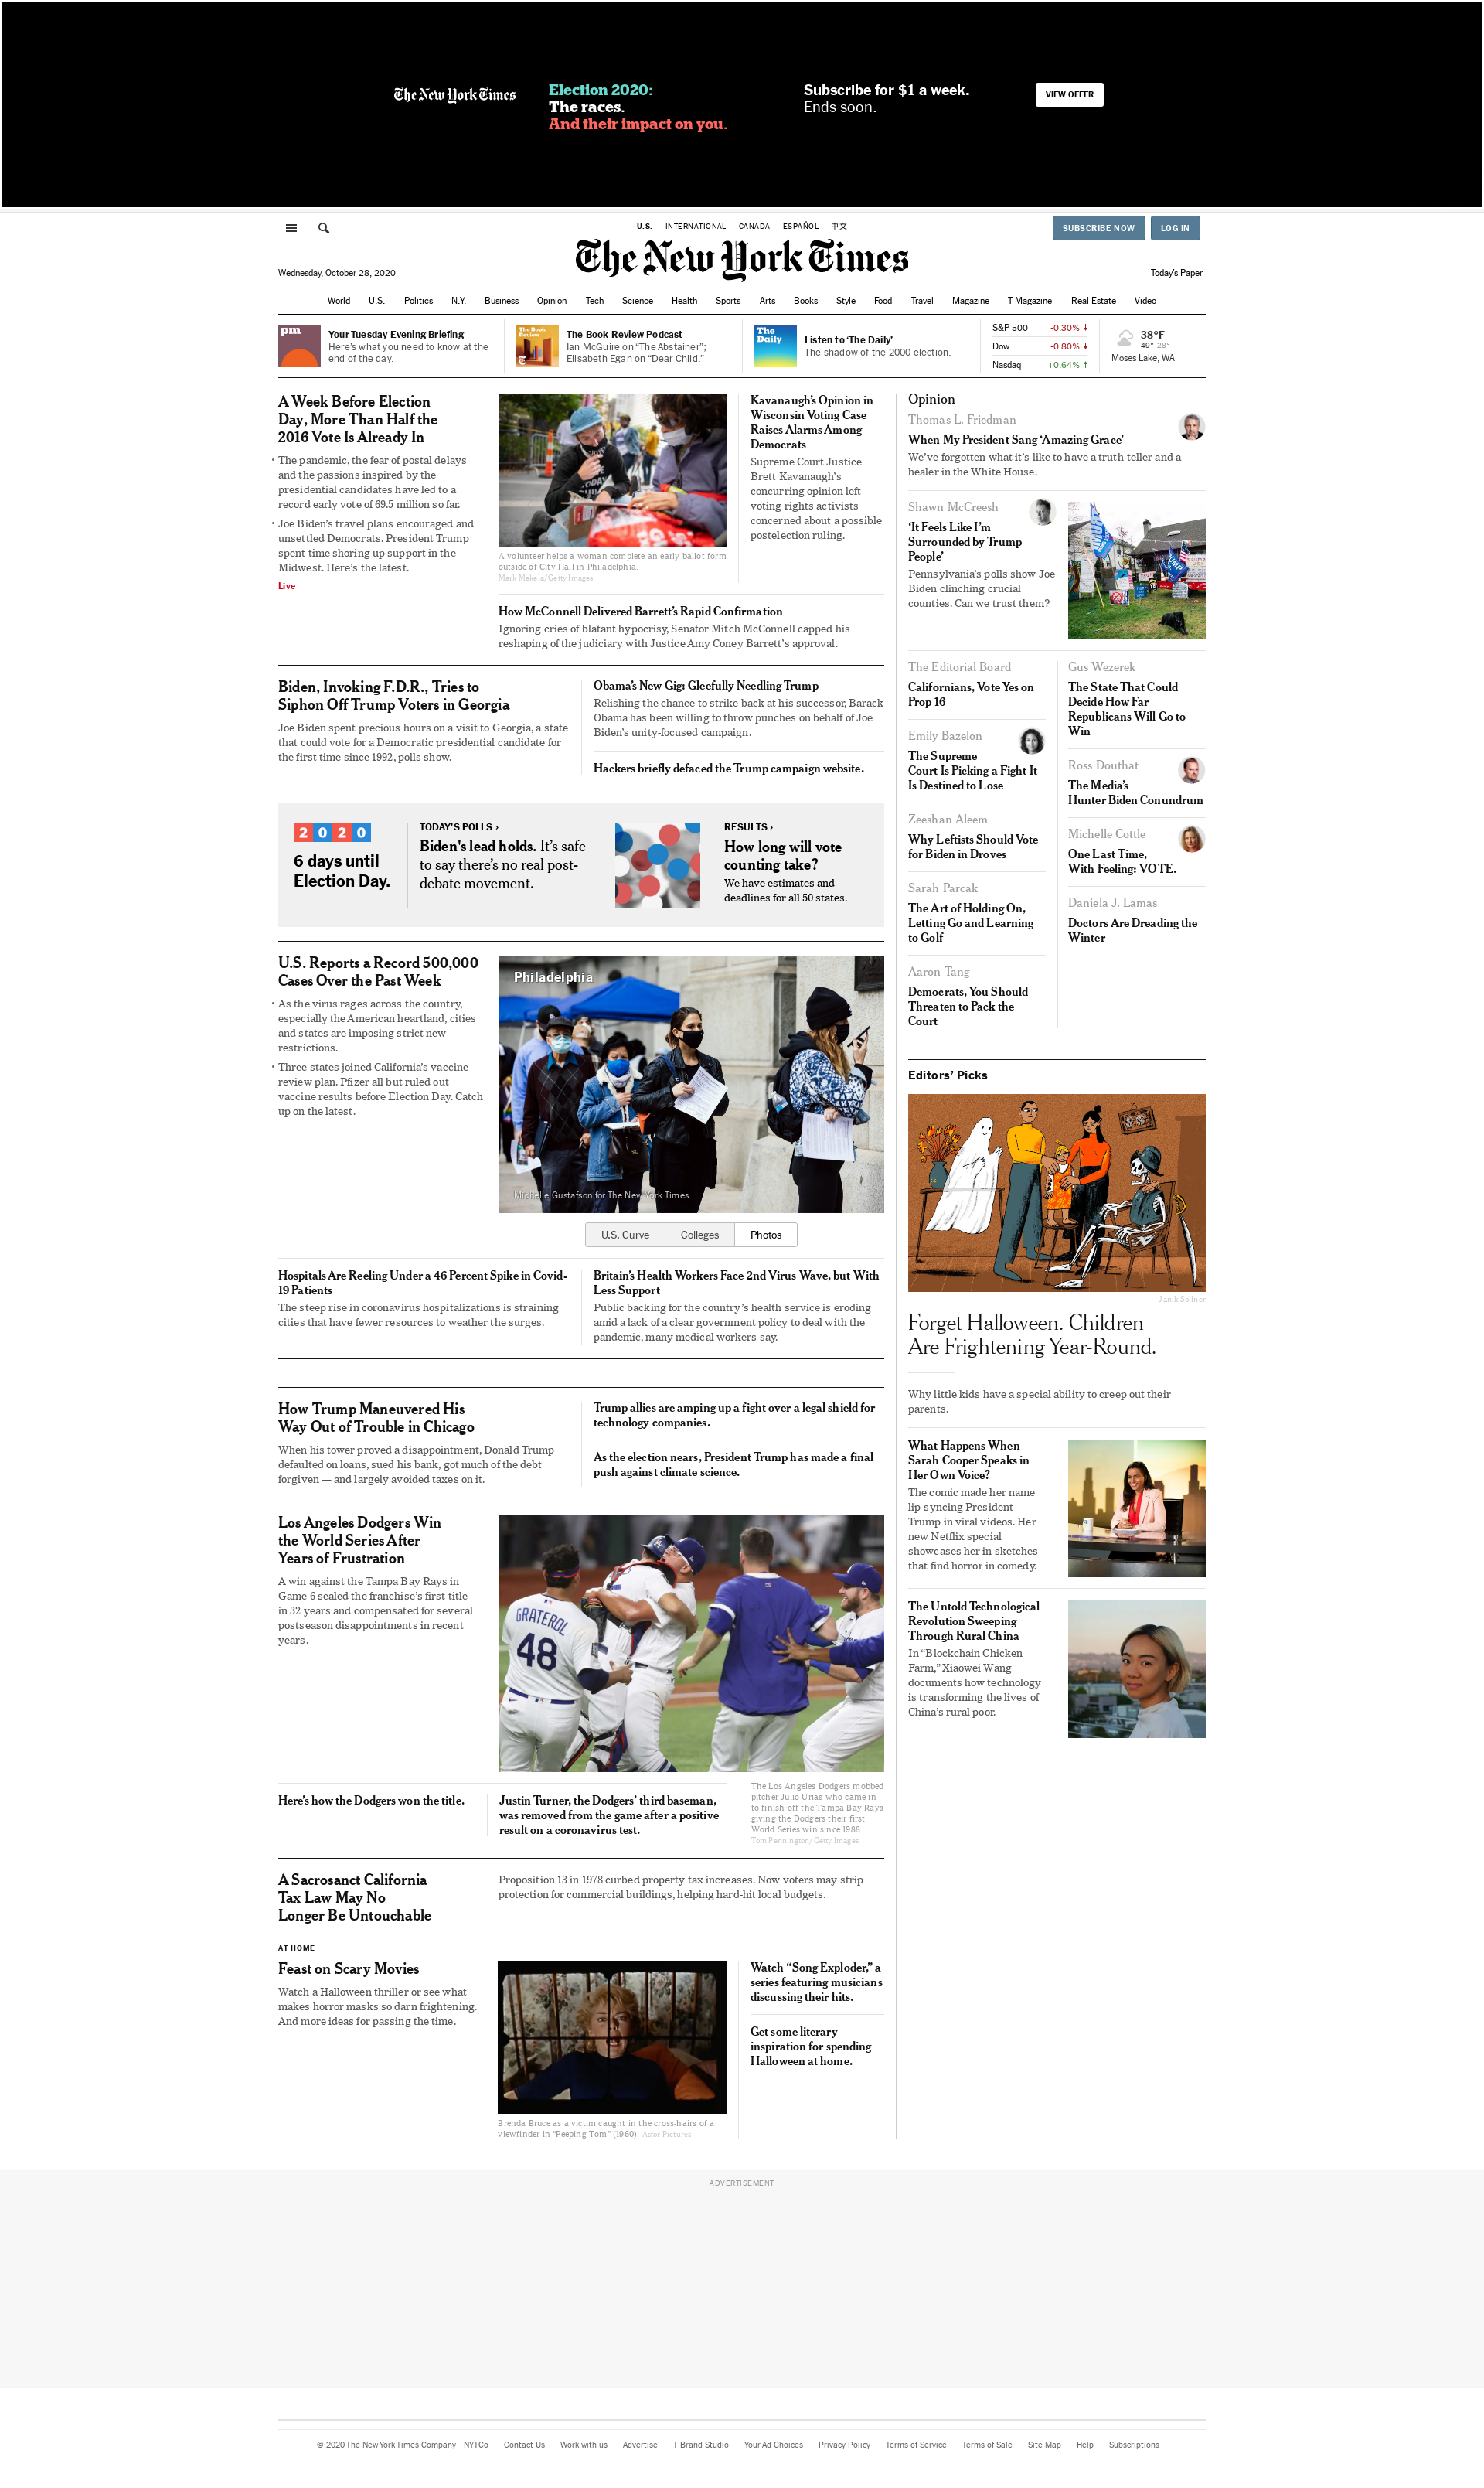 The New York Times
Election 2020:
The races.
And their impact on you.
Subscribe for $1 a week.
Ends soon.
VIEW OFFER
U.S. INTERNATIONAL CANADA ESPAÑOL 中文
SUBSCRIBE NOW LOG IN
The New York Times
Wednesday, October 28, 2020
Today's Paper
World U.S. Politics N.Y. Business Opinion Tech Science Health Sports Arts Books Style Food Travel Magazine T Magazine Real Estate Video
pm
Your Tuesday Evening Briefing
Here's what you need to know at the
end of the day.
The Book
Review
The Book Review Podcast
Ian McGuire on “The Abstainer”;
Elisabeth Egan on “Dear Child.”
The
Daily
Listen to ‘The Daily’
The shadow of the 2000 election.
S&P 500 -0.30% ↓
Dow -0.80% ↓
Nasdaq +0.64% ↑
38°F
49° 28°
Moses Lake, WA
A Week Before Election
Day, More Than Half the
2016 Vote Is Already In
• The pandemic, the fear of postal delays
and the passions inspired by the
presidential candidates have led to a
record early vote of 69.5 million so far.
• Joe Biden's travel plans encouraged and
unsettled Democrats. President Trump
spent time shoring up support in the
Midwest. Here's the latest.
Live
A volunteer helps a woman complete an early ballot form
outside of City Hall in Philadelphia.
Mark Makela/Getty Images
Kavanaugh's Opinion in
Wisconsin Voting Case
Raises Alarms Among
Democrats
Supreme Court Justice
Brett Kavanaugh's
concurring opinion left
voting rights activists
concerned about a possible
postelection ruling.
How McConnell Delivered Barrett's Rapid Confirmation
Ignoring cries of blatant hypocrisy, Senator Mitch McConnell capped his
reshaping of the judiciary with Justice Amy Coney Barrett's approval.
Biden, Invoking F.D.R., Tries to
Siphon Off Trump Voters in Georgia
Joe Biden spent precious hours on a visit to Georgia, a state
that could vote for a Democratic presidential candidate for
the first time since 1992, polls show.
Obama's New Gig: Gleefully Needling Trump
Relishing the chance to strike back at his successor, Barack
Obama has been willing to throw punches on behalf of Joe
Biden's unity-focused campaign.
Hackers briefly defaced the Trump campaign website.
2020
6 days until
Election Day.
TODAY'S POLLS ›
Biden's lead holds. It's safe
to say there's no real post-
debate movement.
RESULTS ›
How long will vote
counting take?
We have estimates and
deadlines for all 50 states.
U.S. Reports a Record 500,000
Cases Over the Past Week
• As the virus rages across the country,
especially the American heartland, cities
and states are imposing strict new
restrictions.
• Three states joined California's vaccine-
review plan. Pfizer all but ruled out
vaccine results before Election Day. Catch
up on the latest.
Philadelphia
Michelle Gustafson for The New York Times
U.S. Curve Colleges Photos
Hospitals Are Reeling Under a 46 Percent Spike in Covid-
19 Patients
The steep rise in coronavirus hospitalizations is straining
cities that have fewer resources to weather the surges.
Britain's Health Workers Face 2nd Virus Wave, but With
Less Support
Public backing for the country's health service is eroding
amid a lack of a clear government policy to deal with the
pandemic, many medical workers say.
How Trump Maneuvered His
Way Out of Trouble in Chicago
When his tower proved a disappointment, Donald Trump
defaulted on loans, sued his bank, got much of the debt
forgiven — and largely avoided taxes on it.
Trump allies are amping up a fight over a legal shield for
technology companies.
As the election nears, President Trump has made a final
push against climate science.
Los Angeles Dodgers Win
the World Series After
Years of Frustration
A win against the Tampa Bay Rays in
Game 6 sealed the franchise's first title
in 32 years and compensated for several
postseason disappointments in recent
years.
GRATEROL
48
Here's how the Dodgers won the title.
Justin Turner, the Dodgers' third baseman,
was removed from the game after a positive
result on a coronavirus test.
The Los Angeles Dodgers mobbed
pitcher Julio Urias who came in
to finish off the Tampa Bay Rays
giving the Dodgers their first
World Series win since 1988.
Tom Pennington/Getty Images
A Sacrosanct California
Tax Law May No
Longer Be Untouchable
Proposition 13 in 1978 curbed property tax increases. Now voters may strip
protection for commercial buildings, helping hard-hit local budgets.
AT HOME
Feast on Scary Movies
Watch a Halloween thriller or see what
makes horror masks so darn frightening.
And more ideas for passing the time.
Brenda Bruce as a victim caught in the cross-hairs of a
viewfinder in “Peeping Tom” (1960). Astor Pictures
Watch “Song Exploder,” a
series featuring musicians
discussing their hits.
Get some literary
inspiration for spending
Halloween at home.
Opinion
Thomas L. Friedman
When My President Sang ‘Amazing Grace’
We've forgotten what it's like to have a truth-teller and a
healer in the White House.
Shawn McCreesh
‘It Feels Like I'm
Surrounded by Trump
People’
Pennsylvania's polls show Joe
Biden clinching crucial
counties. Can we trust them?
TRUMP
The Editorial Board
Californians, Vote Yes on
Prop 16
Emily Bazelon
The Supreme
Court Is Picking a Fight It
Is Destined to Lose
Zeeshan Aleem
Why Leftists Should Vote
for Biden in Droves
Sarah Parcak
The Art of Holding On,
Letting Go and Learning
to Golf
Aaron Tang
Democrats, You Should
Threaten to Pack the
Court
Gus Wezerek
The State That Could
Decide How Far
Republicans Will Go to
Win
Ross Douthat
The Media's
Hunter Biden Conundrum
Michelle Cottle
One Last Time,
With Feeling: VOTE.
Daniela J. Lamas
Doctors Are Dreading the
Winter
Editors' Picks
Janik Söllner
Forget Halloween. Children
Are Frightening Year-Round.
Why little kids have a special ability to creep out their
parents.
What Happens When
Sarah Cooper Speaks in
Her Own Voice?
The comic made her name
lip-syncing President
Trump in viral videos. Her
new Netflix special
showcases her in sketches
that find horror in comedy.
The Untold Technological
Revolution Sweeping
Through Rural China
In “Blockchain Chicken
Farm,” Xiaowei Wang
documents how technology
is transforming the lives of
China's rural poor.
ADVERTISEMENT
© 2020 The New York Times Company NYTCo Contact Us Work with us Advertise T Brand Studio Your Ad Choices Privacy Policy Terms of Service Terms of Sale Site Map Help Subscriptions